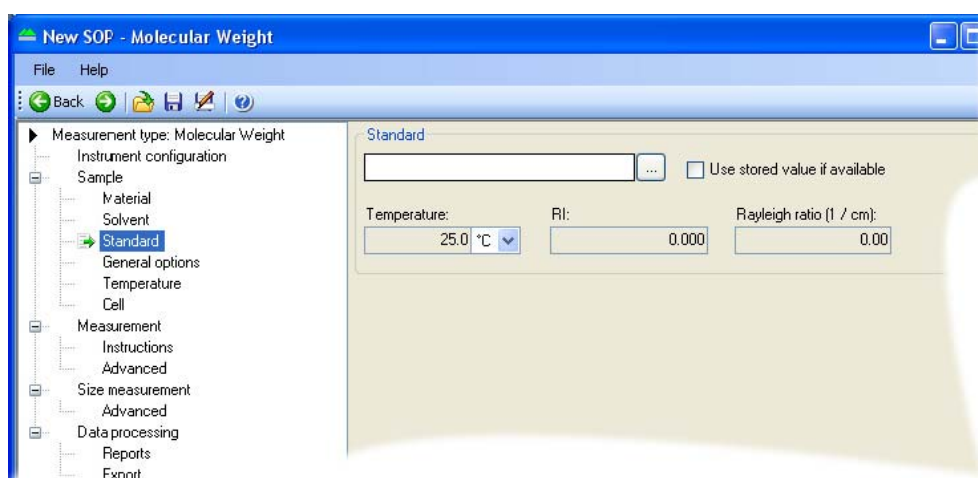 New SOP - Molecular Weight
File Help
Back
Measurement type: Molecular Weight
Instrument configuration
Sample
Material
Solvent
Standard
General options
Temperature
Cell
Measurement
Instructions
Advanced
Size measurement
Advanced
Data processing
Reports
Export
Standard
... Use stored value if available
Temperature: RI: Rayleigh ratio (1 / cm):
25.0 °C 0.000 0.00